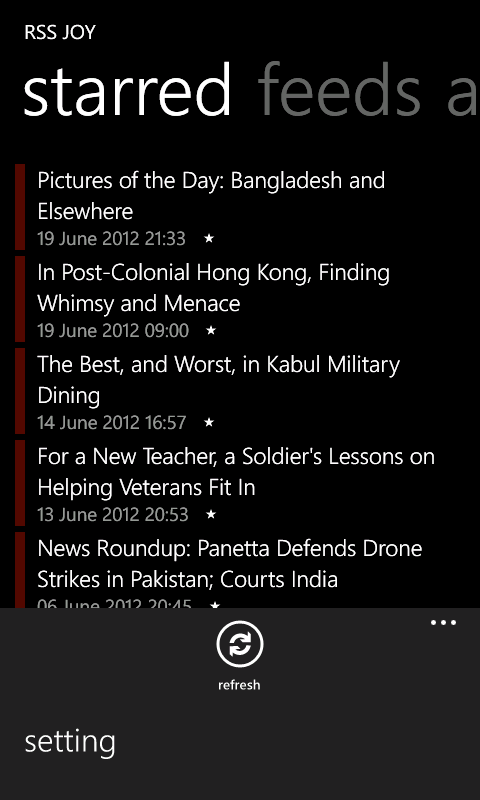 RSS JOY
starred feeds a
Pictures of the Day: Bangladesh and
Elsewhere
19 June 2012 21:33 ★
In Post-Colonial Hong Kong, Finding
Whimsy and Menace
19 June 2012 09:00 ★
The Best, and Worst, in Kabul Military
Dining
14 June 2012 16:57 ★
For a New Teacher, a Soldier's Lessons on
Helping Veterans Fit In
13 June 2012 20:53 ★
News Roundup: Panetta Defends Drone
Strikes in Pakistan; Courts India
06 June 2012 20:45 ★
refresh
setting